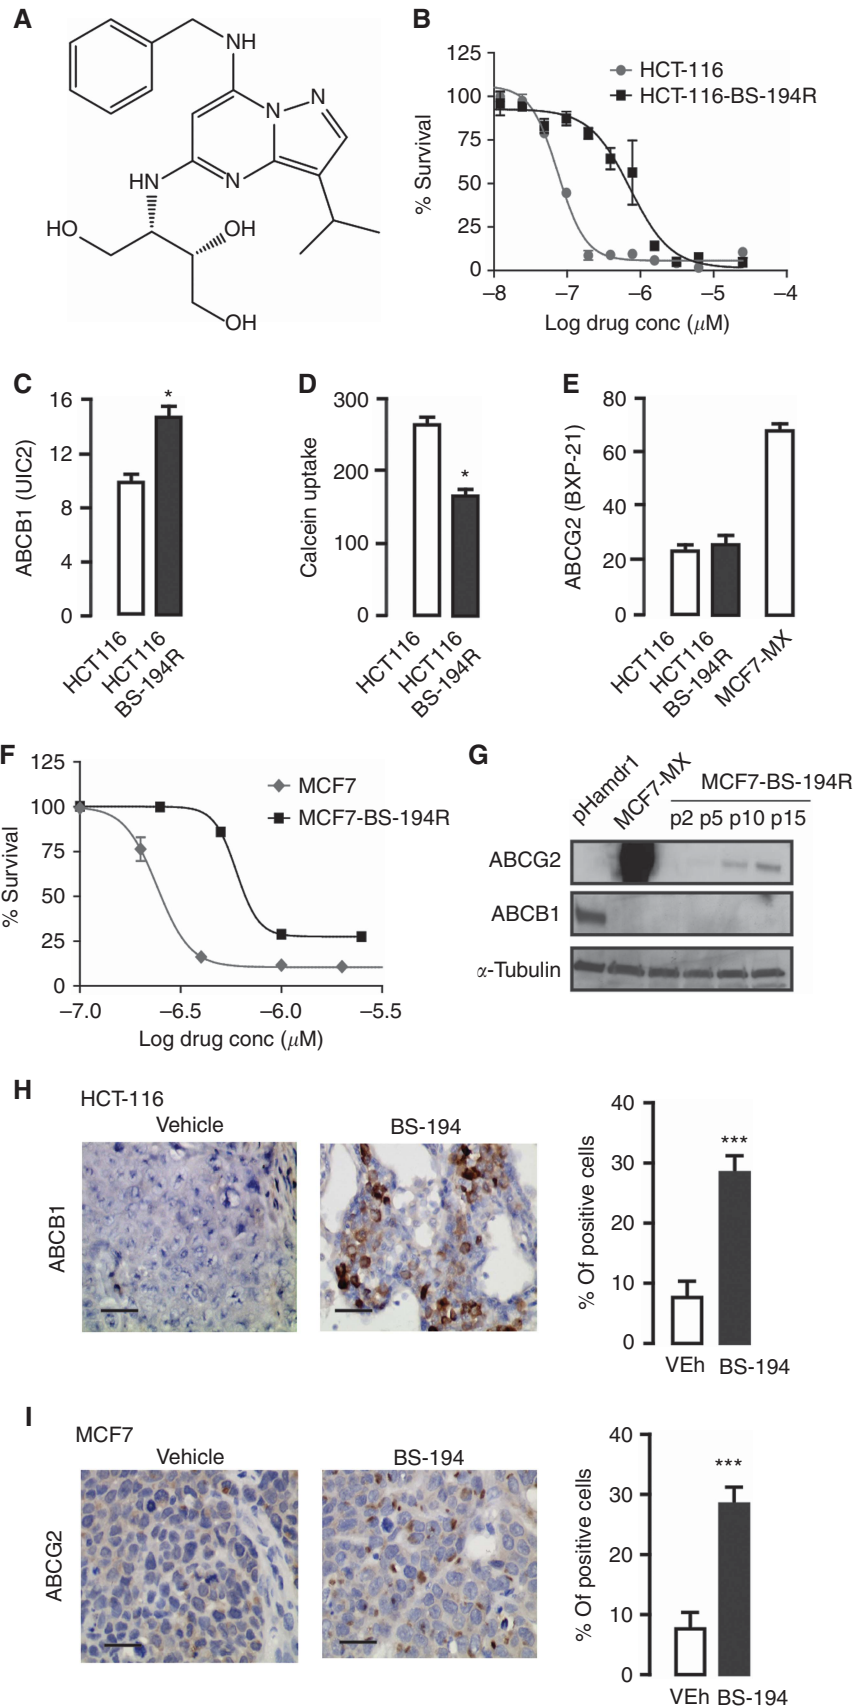 A
NH
N
N
N
HN
HO
OH
OH
B
125
100
75
50
25
0
% Survival
HCT-116
HCT-116-BS-194R
–8
–7
–6
–5
–4
Log drug conc (μM)
C
16
12
8
4
0
ABCB1 (UIC2)
*
HCT116
HCT116
BS-194R
D
300
200
100
0
Calcein uptake
*
HCT116
HCT116
BS-194R
E
80
60
40
20
0
ABCG2 (BXP-21)
HCT116
HCT116
BS-194R
MCF7-MX
F
125
100
75
50
25
0
% Survival
MCF7
MCF7-BS-194R
–7.0
–6.5
–6.0
–5.5
Log drug conc (μM)
G
pHamdr1
MCF7-MX
MCF7-BS-194R
p2 p5 p10 p15
ABCG2
ABCB1
α-Tubulin
H
HCT-116
Vehicle
BS-194
ABCB1
40
30
20
10
0
% Of positive cells
***
VEh
BS-194
I
MCF7
Vehicle
BS-194
ABCG2
40
30
20
10
0
% Of positive cells
***
VEh
BS-194